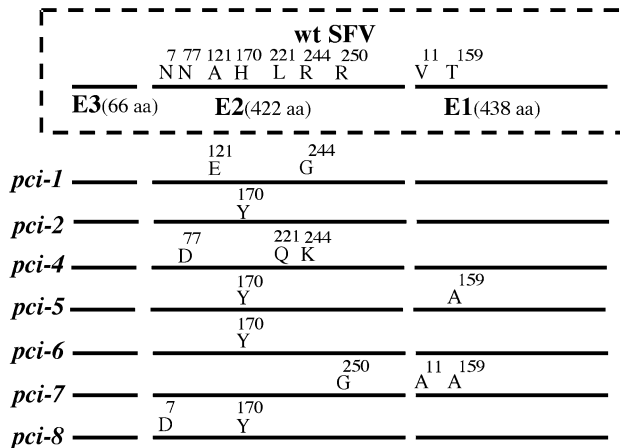 wt SFV
7 77 121 170 221 244 250 11 159
N N A H L R R V T
E3(66 aa) E2(422 aa) E1(438 aa)
121 244
E G
pci-1
170
Y
pci-2
77 221 244
D Q K
pci-4
170 159
Y A
pci-5
170
Y
pci-6
250 11 159
G A A
pci-7
7 170
D Y
pci-8